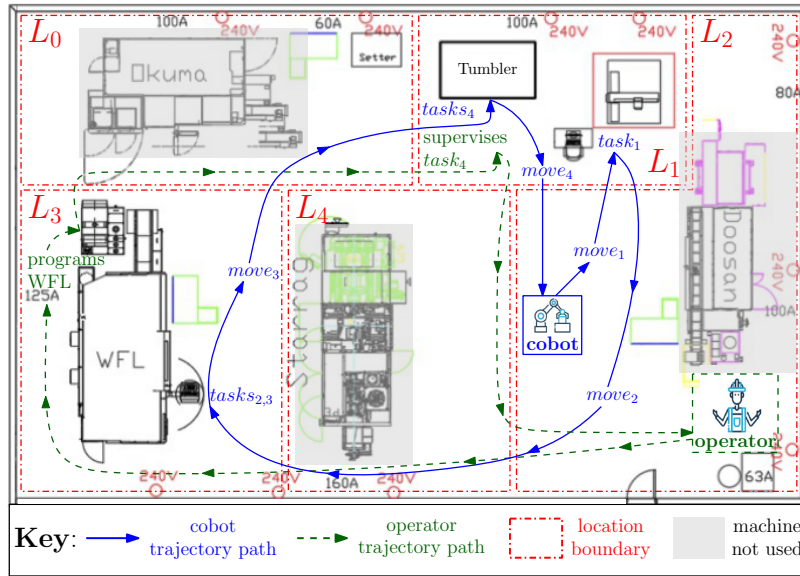 L0
100A
60A
240V
240V
Okuma
Setter
100A
240V
240V
Tumbler
L2
240V
80A
tasks4
supervises
task4
task1
move4
L1
L3
L4
programs
WFL
125A
move3
move1
240V
Doosan
100A
Starrag
WFL
cobot
tasks2,3
move2
operator
240V
63A
240V
240V
240V
160A
Key:
cobot
trajectory path
operator
trajectory path
location
boundary
machine
not used